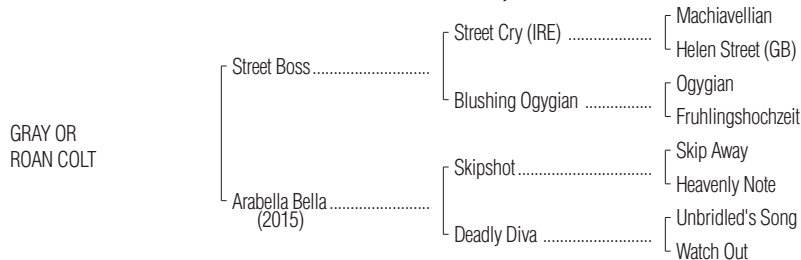 Machiavellian
Street Cry (IRE) ....................
Helen Street (GB)
Street Boss...........................
Ogygian
Blushing Ogygian ................
Fruhlingshochzeit
GRAY OR
ROAN COLT
Skip Away
Skipshot................................
Heavenly Note
Arabella Bella .......................
(2015)
Unbridled's Song
Deadly Diva .........................
Watch Out